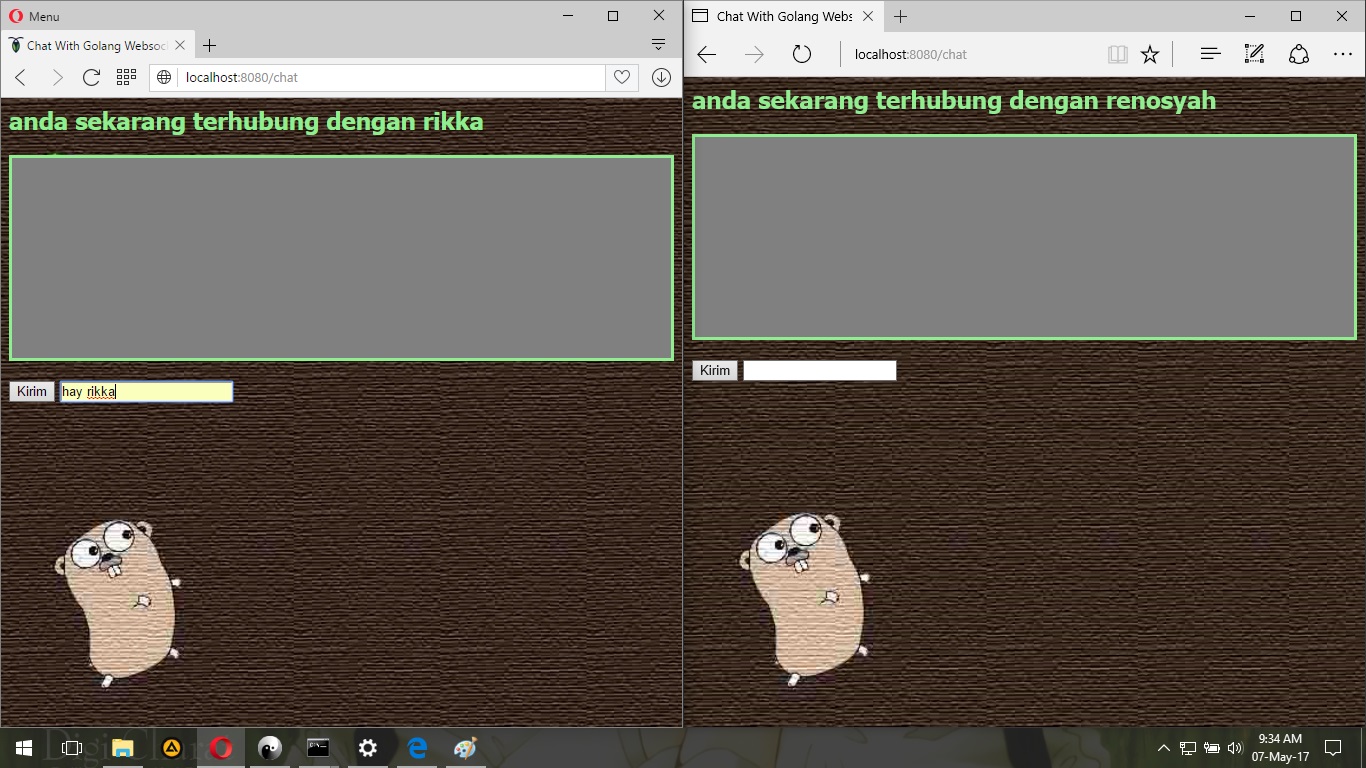 Menu
Chat With Golang Websoc
localhost:8080/chat
anda sekarang terhubung dengan rikka
Kirim
hay rikka
Chat With Golang Webs
localhost:8080/chat
anda sekarang terhubung dengan renosyah
Kirim
9:34 AM
07-May-17